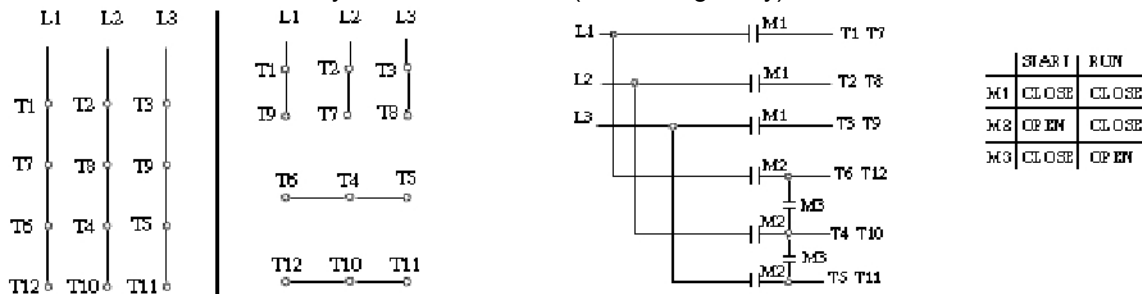 L1 L2 L3
T1 T2 T3
T7 T8 T9
T6 T4 T5
T12 T10 T11
L1 L2 L3
T1 T2 T3
T9 T7 T8
T6 T4 T5
T12 T10 T11
L1 M1 T1 T7
L2 M1 T2 T8
L3 M1 T3 T9
M2 T6 T12
M3
M2 T4 T10
M3
M2 T5 T11
START RUN
M1 CLOSE CLOSE
M2 OPEN CLOSE
M3 CLOSE OPEN